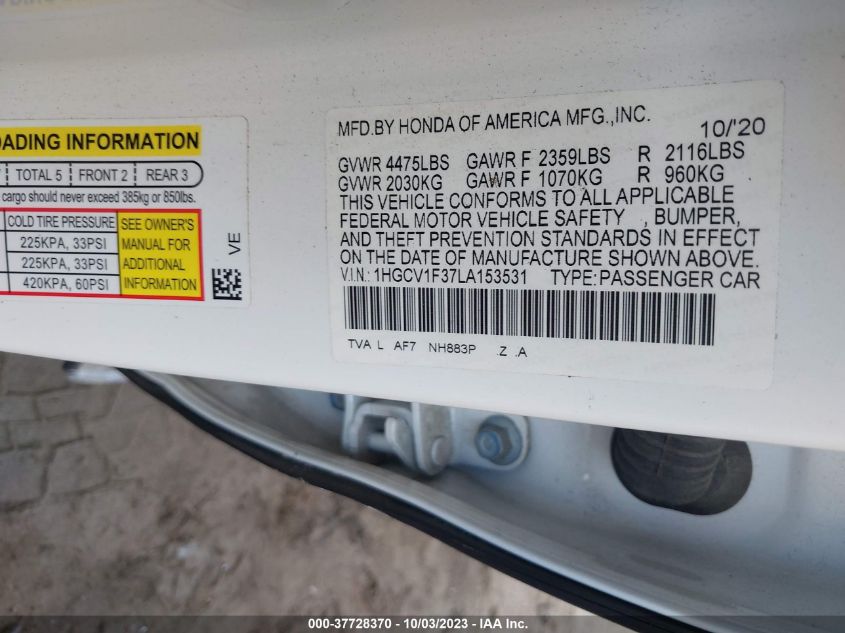 OADING INFORMATION
TOTAL 5 FRONT 2 REAR 3
cargo should never exceed 385kg or 850lbs.
COLD TIRE PRESSURE SEE OWNER'S
225KPA, 33PSI MANUAL FOR
225KPA, 33PSI ADDITIONAL
420KPA, 60PSI INFORMATION
VE
MFD.BY HONDA OF AMERICA MFG.,INC.
10/'20
GVWR 4475LBS GAWR F 2359LBS R 2116LBS
GVWR 2030KG GAWR F 1070KG R 960KG
THIS VEHICLE CONFORMS TO ALL APPLICABLE
FEDERAL MOTOR VEHICLE SAFETY , BUMPER,
AND THEFT PREVENTION STANDARDS IN EFFECT
ON THE DATE OF MANUFACTURE SHOWN ABOVE.
V.I.N.: 1HGCV1F37LA153531 TYPE:PASSENGER CAR
TVA L AF7 NH883P .Z .A
000-37728370 - 10/03/2023 - IAA Inc.